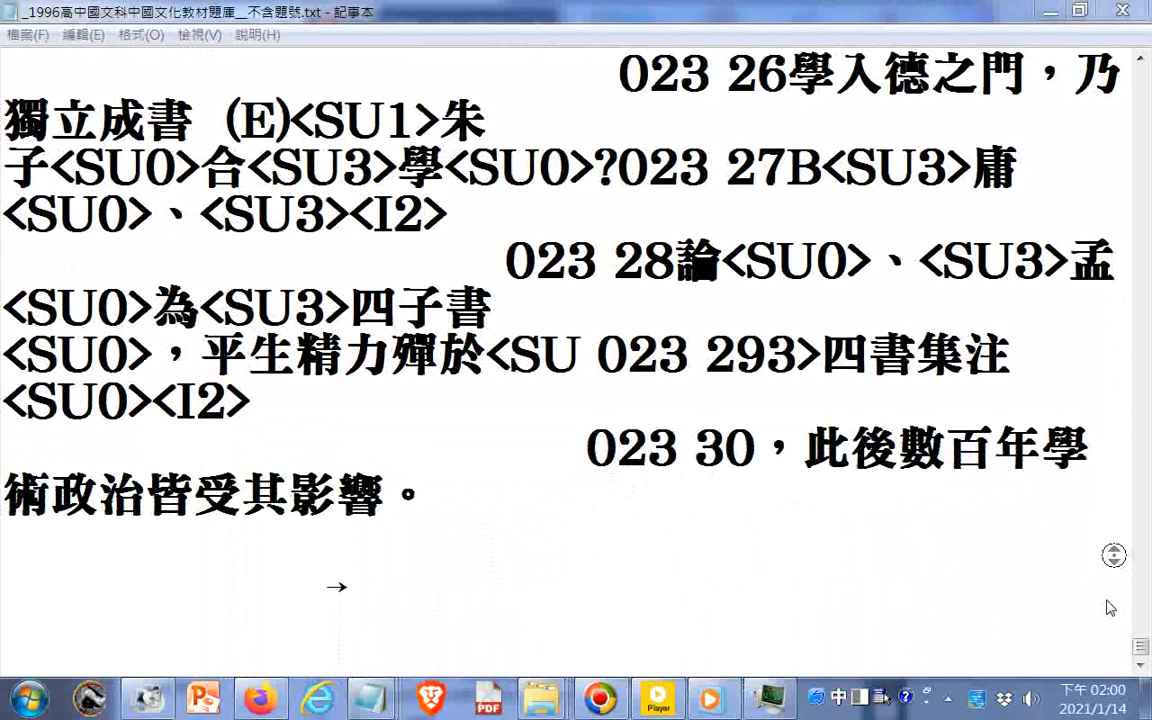 _1996高中國文科中國文化教材題庫__不含題號.txt - 記事本
檔案(F) 編輯(E) 格式(O) 檢視(V) 說明(H)
023 26學入德之門，乃
獨立成書 (E)<SU1>朱
子<SU0>合<SU3>學<SU0>?023 27B<SU3>庸
<SU0>、<SU3><I2>
023 28論<SU0>、<SU3>孟
<SU0>為<SU3>四子書
<SU0>，平生精力殫於<SU 023 293>四書集注
<SU0><I2>
023 30，此後數百年學
術政治皆受其影響。
→
PDF
Player
中
下午 02:00
2021/1/14